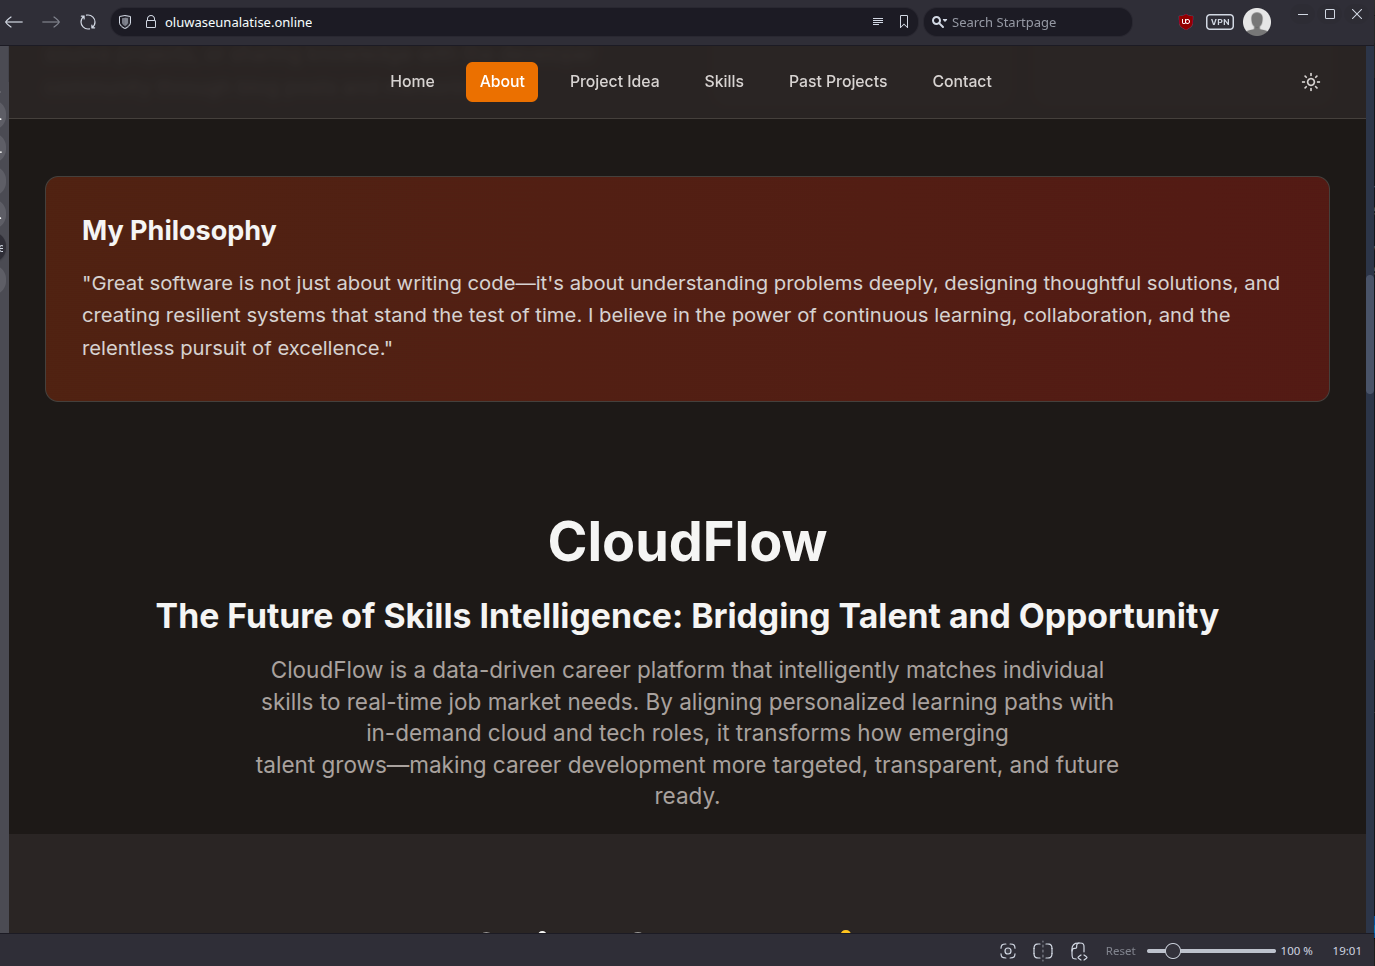 oluwaseunalatise.online
Search Startpage
VPN
Home
About
Project Idea
Skills
Past Projects
Contact
My Philosophy
"Great software is not just about writing code—it's about understanding problems deeply, designing thoughtful solutions, and
creating resilient systems that stand the test of time. I believe in the power of continuous learning, collaboration, and the
relentless pursuit of excellence."
CloudFlow
The Future of Skills Intelligence: Bridging Talent and Opportunity
CloudFlow is a data-driven career platform that intelligently matches individual
skills to real-time job market needs. By aligning personalized learning paths with
in-demand cloud and tech roles, it transforms how emerging
talent grows—making career development more targeted, transparent, and future
ready.
Reset
100 %
19:01